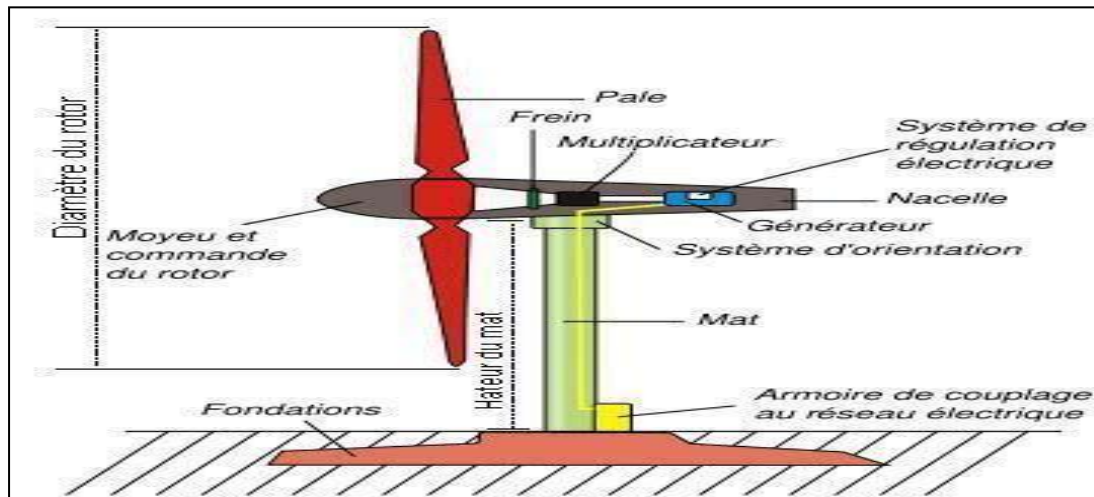 Diamètre du rotor
Pale
Frein
Multiplicateur
Système de
régulation
électrique
Nacelle
Générateur
Système d'orientation
Moyeu et
commande
du rotor
Hateur du mat
Mat
Armoire de couplage
au réseau électrique
Fondations